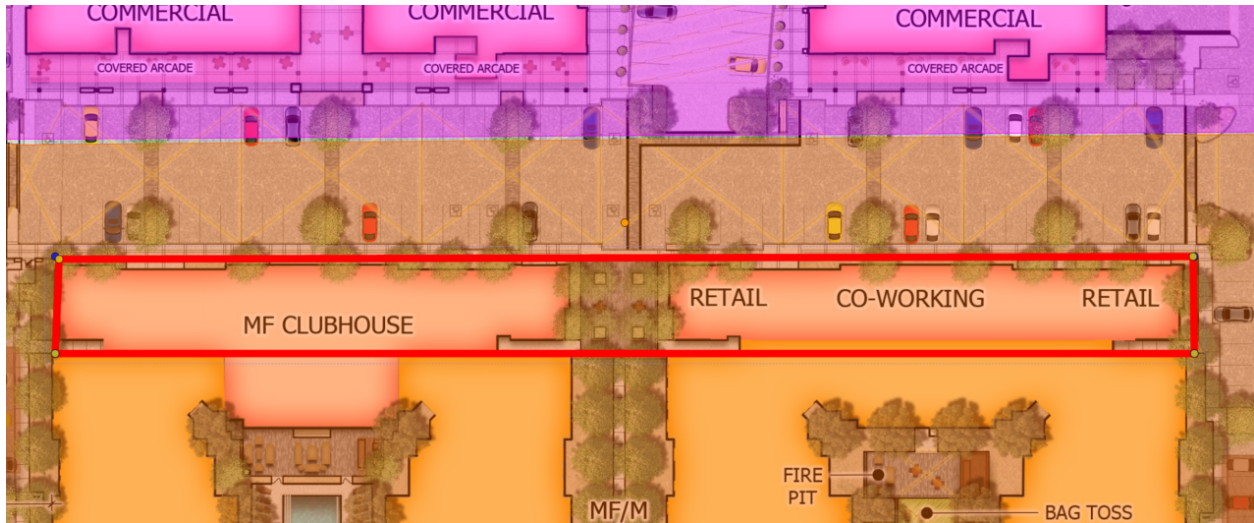 COMMERCIAL
COMMERCIAL
COMMERCIAL
COVERED ARCADE
COVERED ARCADE
COVERED ARCADE
MF CLUBHOUSE
RETAIL
CO-WORKING
RETAIL
FIRE
PIT
MF/M
BAG TOSS